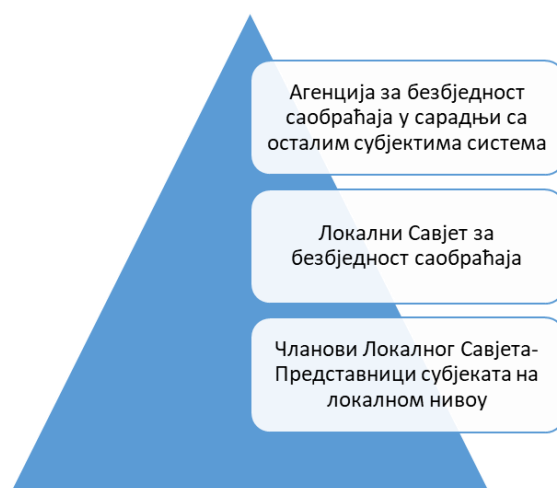 Агенција за безбједност
саобраћаја у сарадњи са
осталим субјектима система
Локални Савјет за
безбједност саобраћаја
Чланови Локалног Савјета-
Представници субјеката на
локалном нивоу